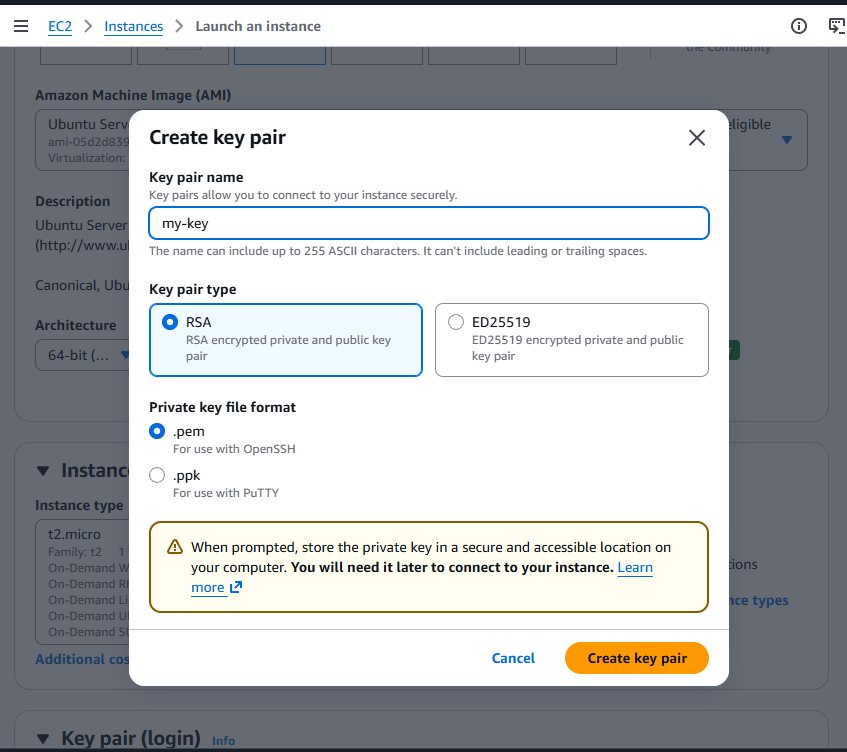 EC2 > Instances > Launch an instance
the community
Amazon Machine Image (AMI)
Ubuntu Serv
eligible
ami-05d2d839
Virtualization:
Description
Ubuntu Server
(http://www.ub
Canonical, Ubu
Architecture
64-bit (...
Create key pair
Key pair name
Key pairs allow you to connect to your instance securely.
my-key
The name can include up to 255 ASCII characters. It can't include leading or trailing spaces.
Key pair type
RSA
RSA encrypted private and public key
pair
ED25519
ED25519 encrypted private and public
key pair
Private key file format
.pem
For use with OpenSSH
.ppk
For use with PuTTY
When prompted, store the private key in a secure and accessible location on
your computer. You will need it later to connect to your instance. Learn
more
Cancel
Create key pair
Instanc
Instance type
t2.micro
Family: t2 1
On-Demand W
On-Demand RH
On-Demand Li
On-Demand U
On-Demand SU
Additional cos
tions
nce types
Key pair (login) Info